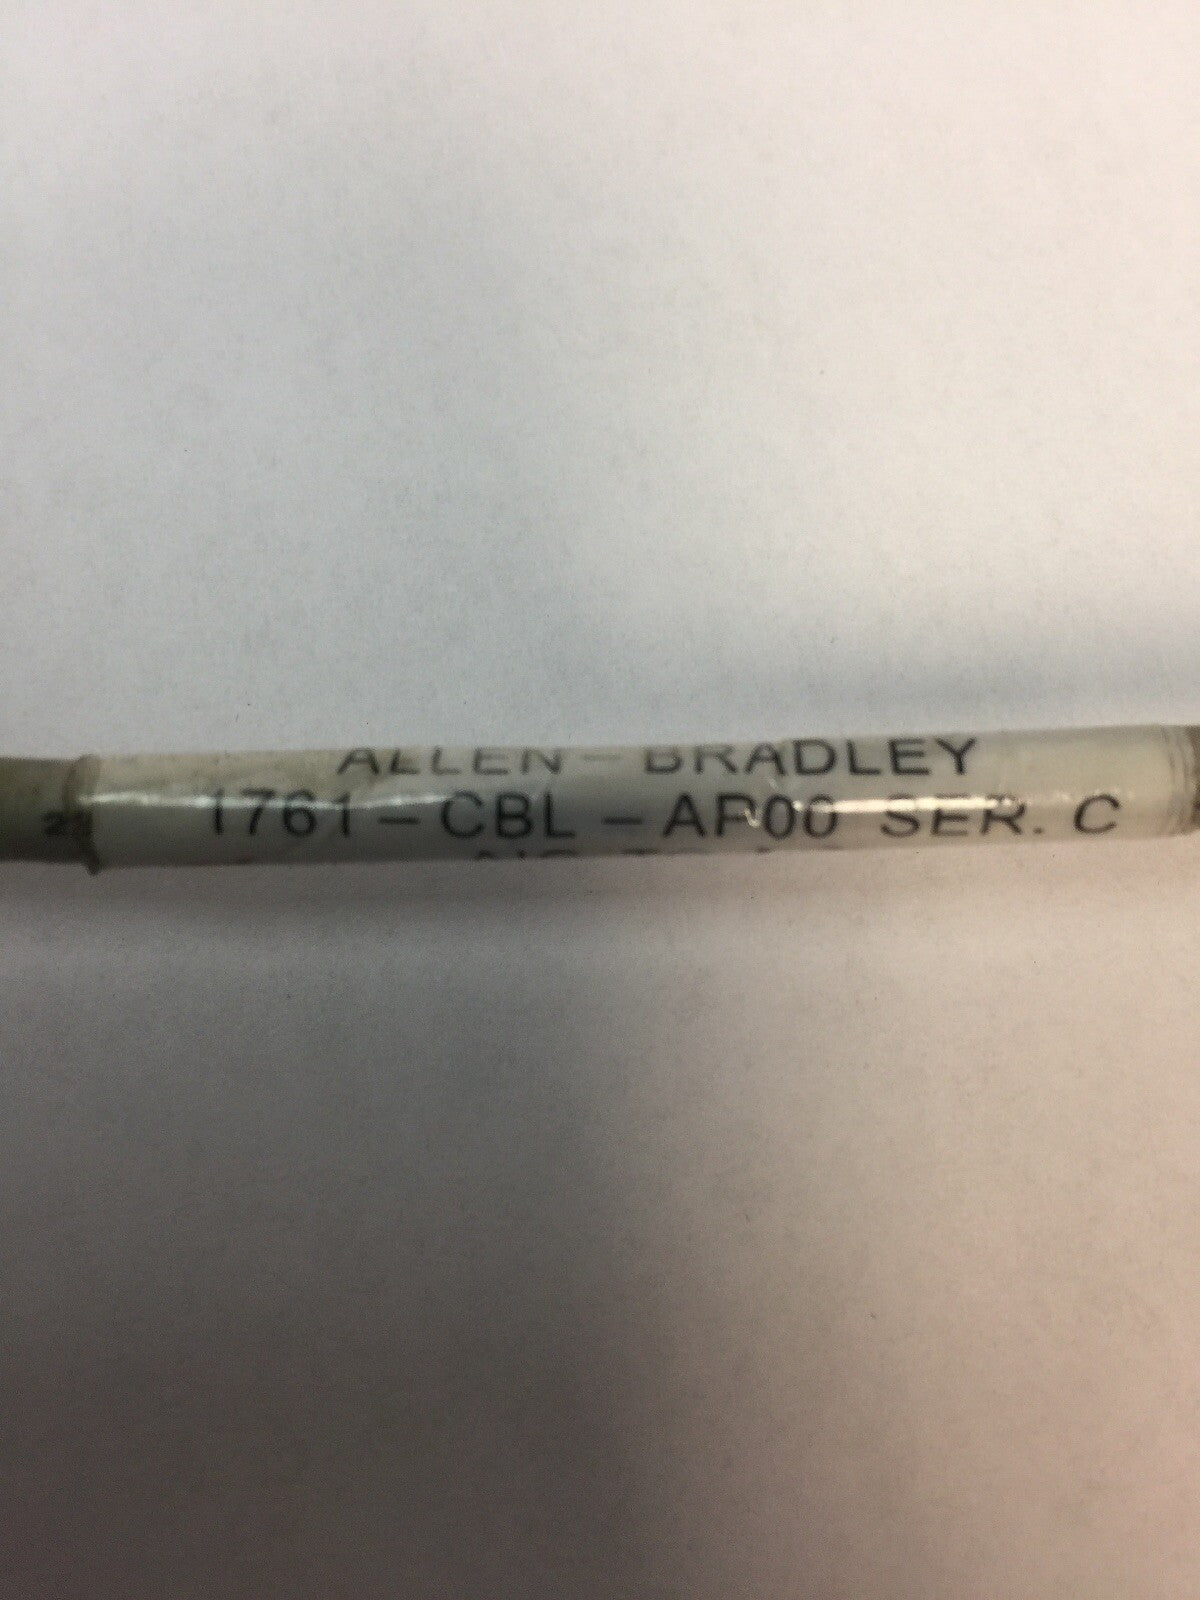 ALLEN-BRADLEY
1761-CBL-AP00 SER. C